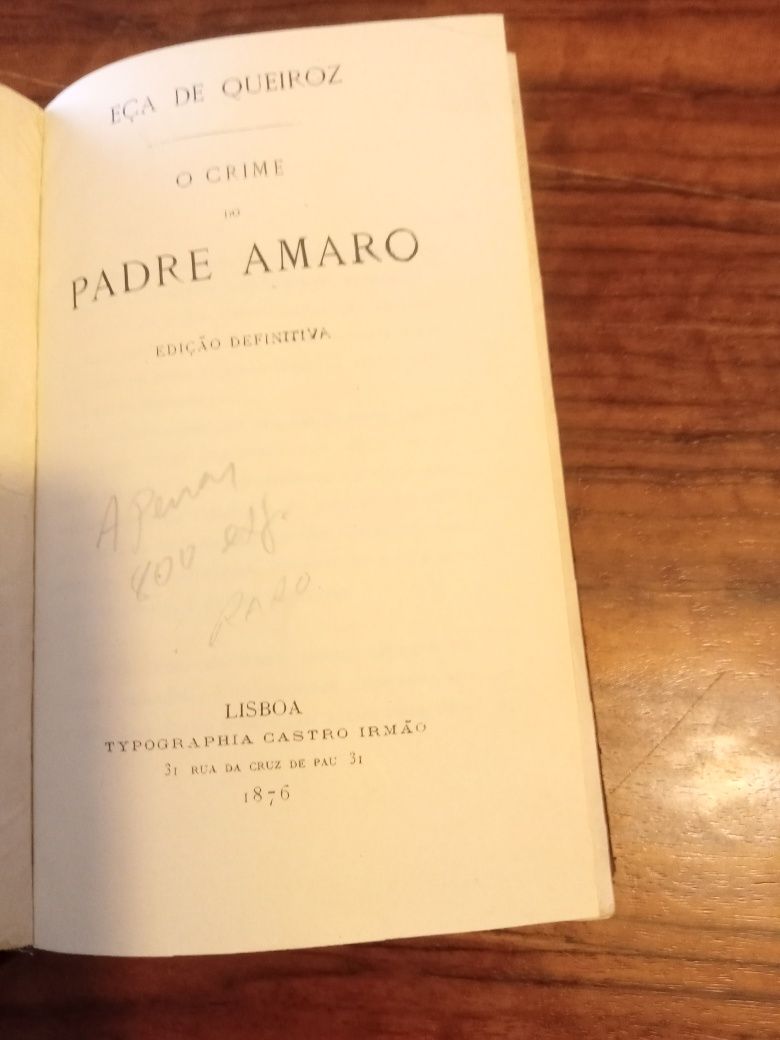 EÇA DE QUEIROZ
O CRIME
DO
PADRE AMARO
EDIÇÃO DEFINITIVA
Apenas
800
RARO.
LISBOA
TYPOGRAPHIA CASTRO IRMÃO
31 RUA DA CRUZ DE PAU 31
1876